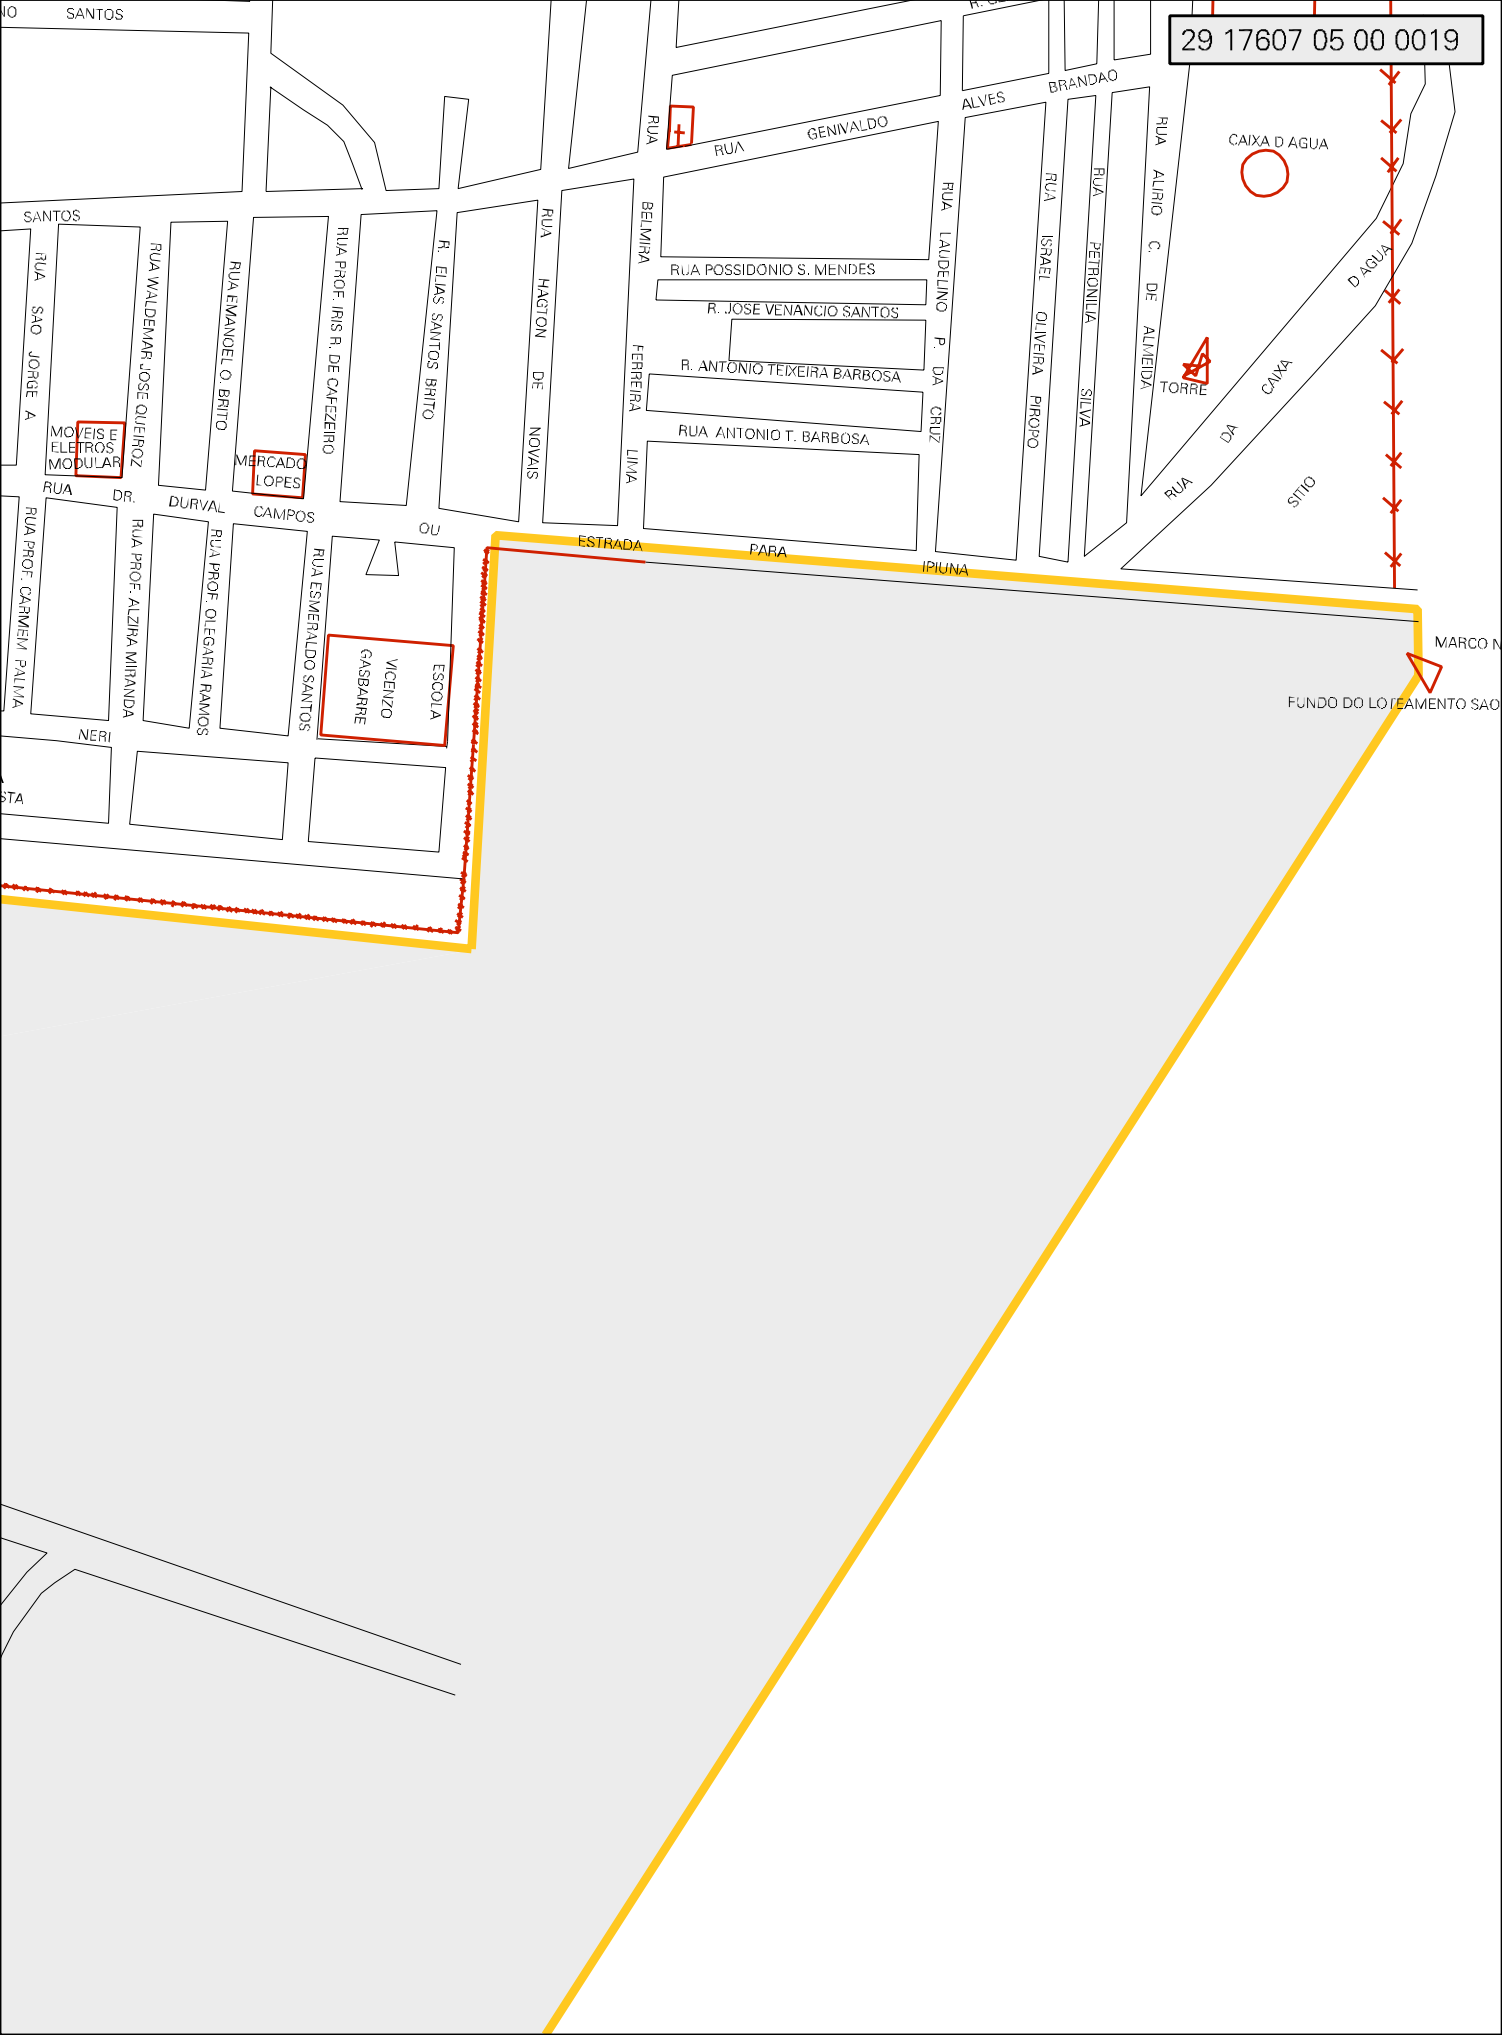 SANTOS
29 17607 05 00 0019
ALVES
BRANDAO
GENIVALDO
RUA
CAIXA D AGUA
SANTOS
RUA BELMIRA FERREIRA LIMA
RUA HAGTON DE NOVAIS
R. ELIAS SANTOS BRITO
RUA PROF. IRIS R. DE CAFEZEIRO
RUA EMANOEL O. BRITO
RUA WALDEMAR JOSE QUEIROZ
RUA SAO JORGE A
RUA LAUDELINO P. DA CRUZ
RUA ISRAEL OLIVEIRA PIROPO
RUA PETRONILIA SILVA
RUA ALIRIO C. DE ALMEIDA
RUA POSSIDONIO S. MENDES
R. JOSE VENANCIO SANTOS
R. ANTONIO TEIXEIRA BARBOSA
RUA ANTONIO T. BARBOSA
TORRE
RUA DA CAIXA D AGUA
SITIO
MOVEIS E
ELETROS
MODULAR
MERCADO
LOPES
RUA DR. DURVAL CAMPOS OU
ESTRADA PARA IPIUNA
RUA PROF. CARMEM PALMA
RUA PROF. ALZIRA MIRANDA
RUA PROF. OLEGARIA RAMOS
RUA ESMERALDO SANTOS
ESCOLA
VICENZO
GASBARRE
MARCO N
FUNDO DO LOTEAMENTO SAO
NERI
STA